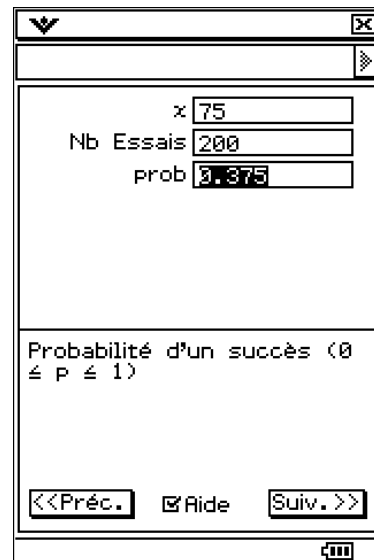 x 75
Nb Essais 200
prob 0.375
Probabilité d'un succès (0
≤ p ≤ 1)
<<Préc. Aide Suiv.>>